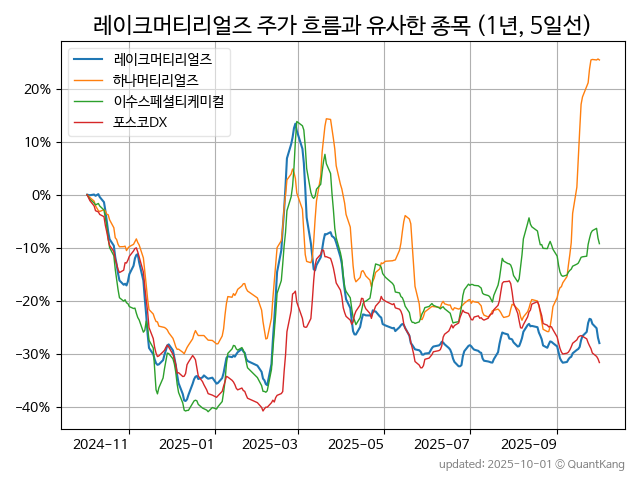 레이크머티리얼즈 주가 흐름과 유사한 종목 (1년, 5일선)
레이크머티리얼즈
하나머티리얼즈
이수스페셜티케미컬
포스코DX
20%
10%
0%
−10%
−20%
−30%
−40%
2024-11
2025-01
2025-03
2025-05
2025-07
2025-09
updated: 2025-10-01 © QuantKang